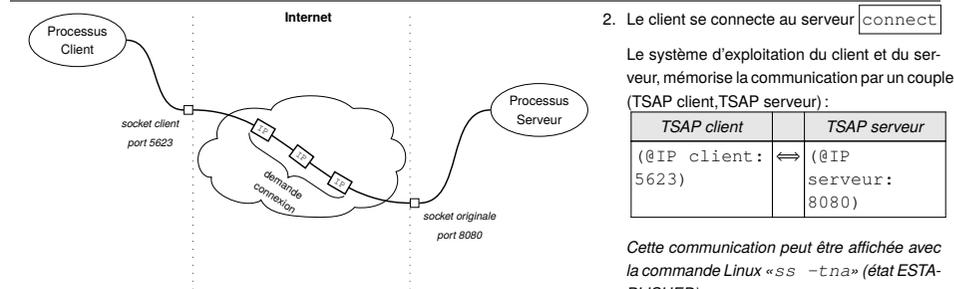 Internet
Processus
Client
socket client
port 5623
IP
IP
IP
demande
connexion
Processus
Serveur
socket originale
port 8080
2. Le client se connecte au serveur connect
Le système d'exploitation du client et du ser-
veur, mémorise la communication par un couple
(TSAP client,TSAP serveur) :
TSAP client TSAP serveur
(@IP client: ⟺ (@IP
5623) serveur:
8080)
Cette communication peut être affichée avec
la commande Linux «ss -tna» (état ESTA-